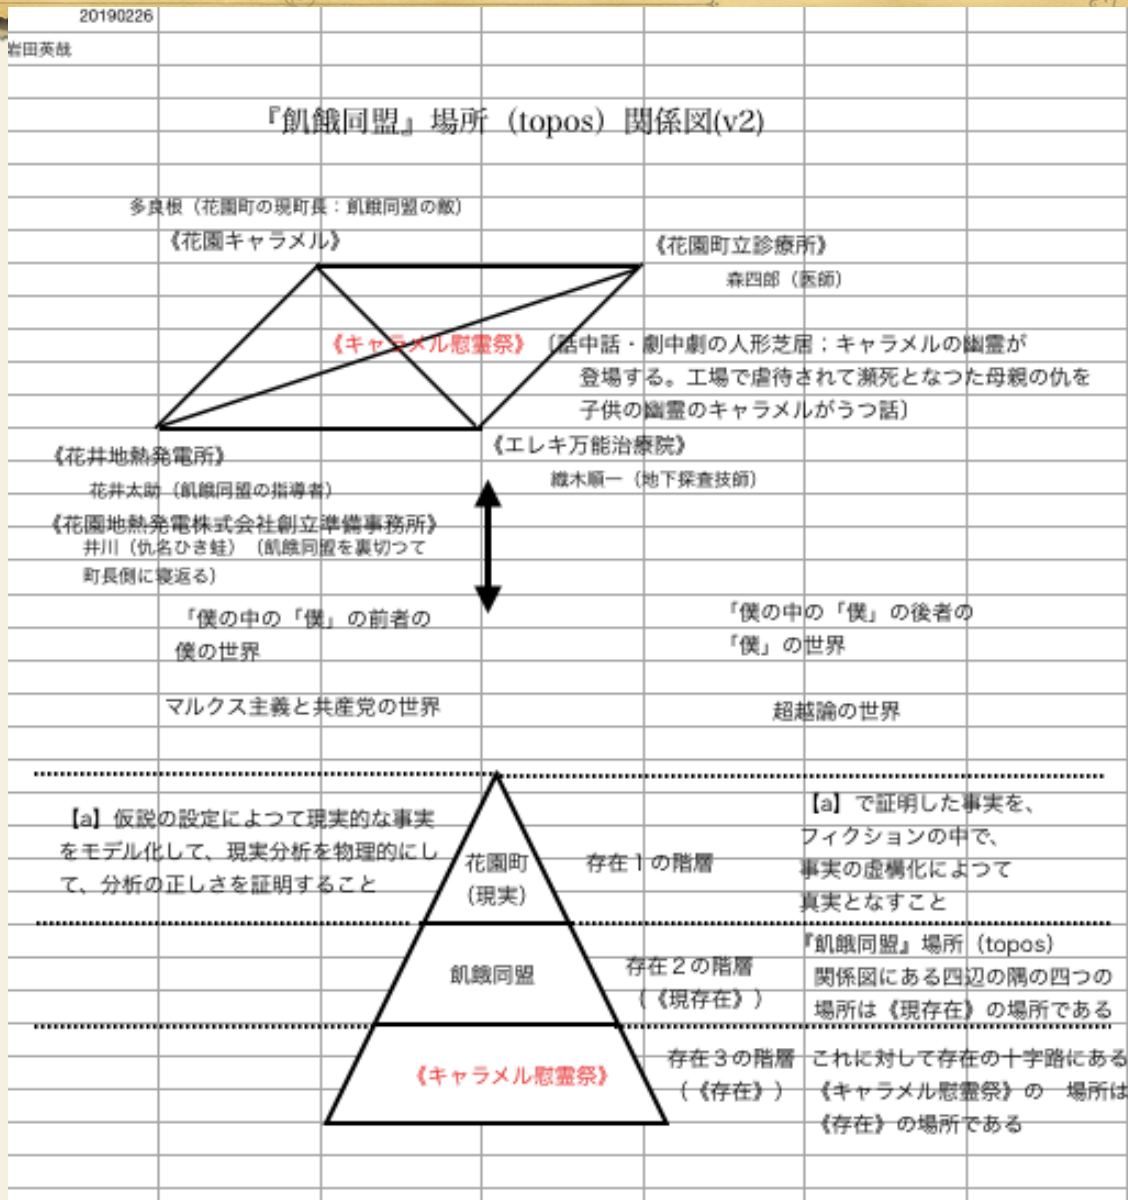 20190226
岩田英哉
『飢餓同盟』場所（topos）関係図(v2)
多良根（花園町の現町長：飢餓同盟の敵）
《花園キャラメル》
《花園町立診療所》
森四郎（医師）
《キャラメル慰霊祭》
〔話中話・劇中劇の人形芝居：キャラメルの幽霊が
登場する。工場で虐待されて瀕死となつた母親の仇を
子供の幽霊のキャラメルがうつ話〕
《エレキ万能治療院》
織木順一（地下探査技師）
《花井地熱発電所》
花井太助（飢餓同盟の指導者）
《花園地熱発電株式会社創立準備事務所》
井川（仇名ひき蛙）（飢餓同盟を裏切つて
町長側に寝返る）
「僕の中の「僕」の前者の
僕の世界
「僕の中の「僕」の後者の
「僕」の世界
マルクス主義と共産党の世界
超越論の世界
【a】仮説の設定によつて現実的な事実
をモデル化して、現実分析を物理的にし
て、分析の正しさを証明すること
花園町
（現実）
存在１の階層
【a】で証明した事実を、
フィクションの中で、
事実の虚構化によつて
真実となすこと
飢餓同盟
存在２の階層
（《現存在》）
『飢餓同盟』場所（topos）
関係図にある四辺の隅の四つの
場所は《現存在》の場所である
《キャラメル慰霊祭》
存在３の階層
（《存在》）
これに対して存在の十字路にある
《キャラメル慰霊祭》の　場所は
《存在》の場所である